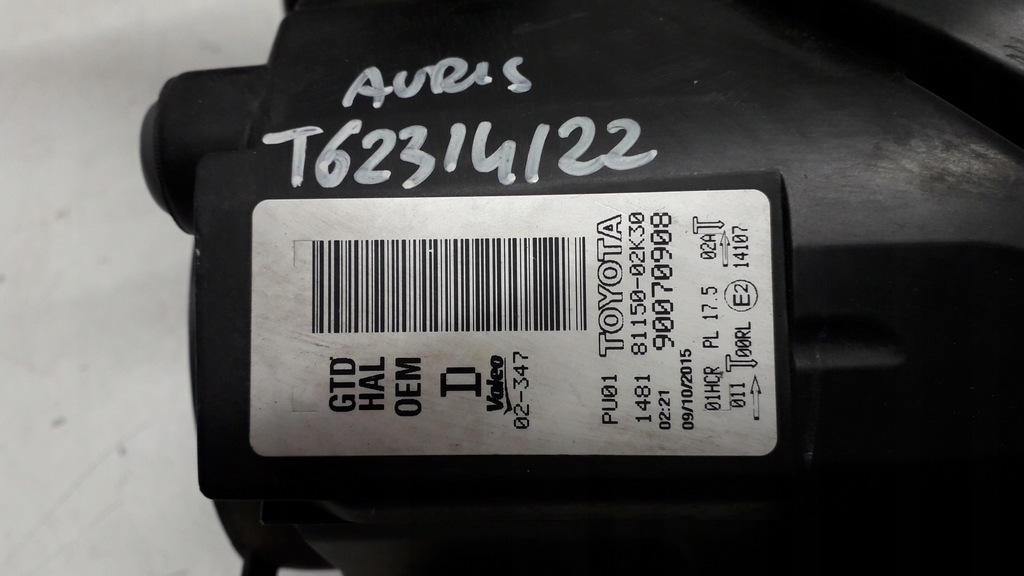 AURIS
T62314122
GTD
HAL
OEM
D
Valeo
02-347
PU01 TOYOTA
1481 81150-02K30
02:21 90070908
09/10/2015
01HCR PL 17.5 02A
011 00RL E2 14107